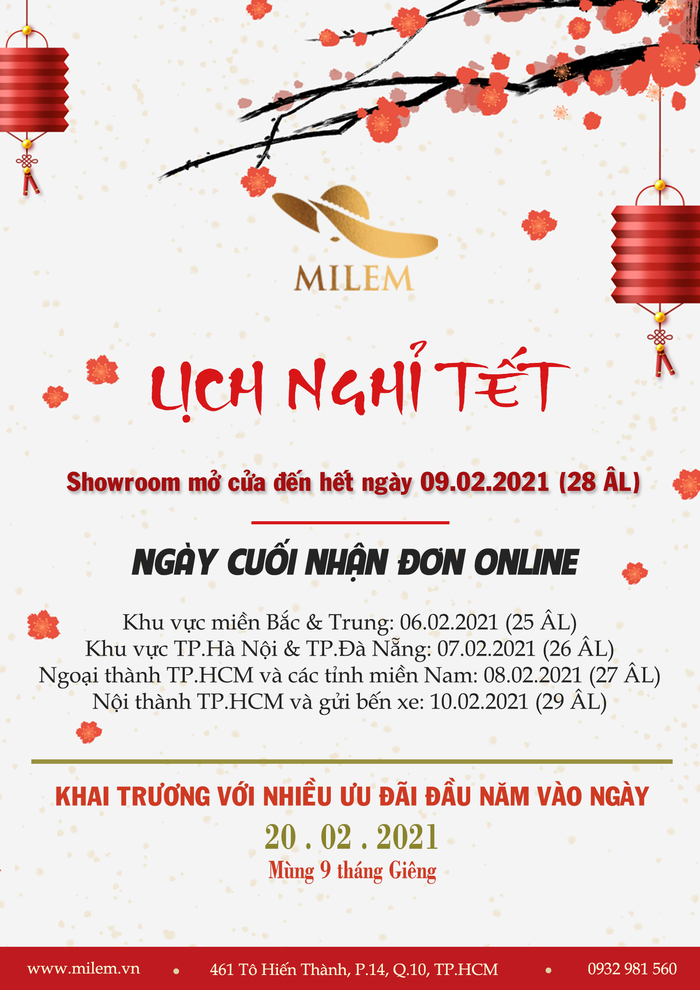 MILEM
LỊCH NGHỈ TẾT
Showroom mở cửa đến hết ngày 09.02.2021 (28 ÂL)
NGÀY CUỐI NHẬN ĐƠN ONLINE
Khu vực miền Bắc & Trung: 06.02.2021 (25 ÂL)
Khu vực TP.Hà Nội & TP.Đà Nẵng: 07.02.2021 (26 ÂL)
Ngoại thành TP.HCM và các tỉnh miền Nam: 08.02.2021 (27 ÂL)
Nội thành TP.HCM và gửi bến xe: 10.02.2021 (29 ÂL)
KHAI TRƯƠNG VỚI NHIỀU ƯU ĐÃI ĐẦU NĂM VÀO NGÀY
20 . 02 . 2021
Mùng 9 tháng Giêng
www.milem.vn • 461 Tô Hiến Thành, P.14, Q.10, TP.HCM • 0932 981 560